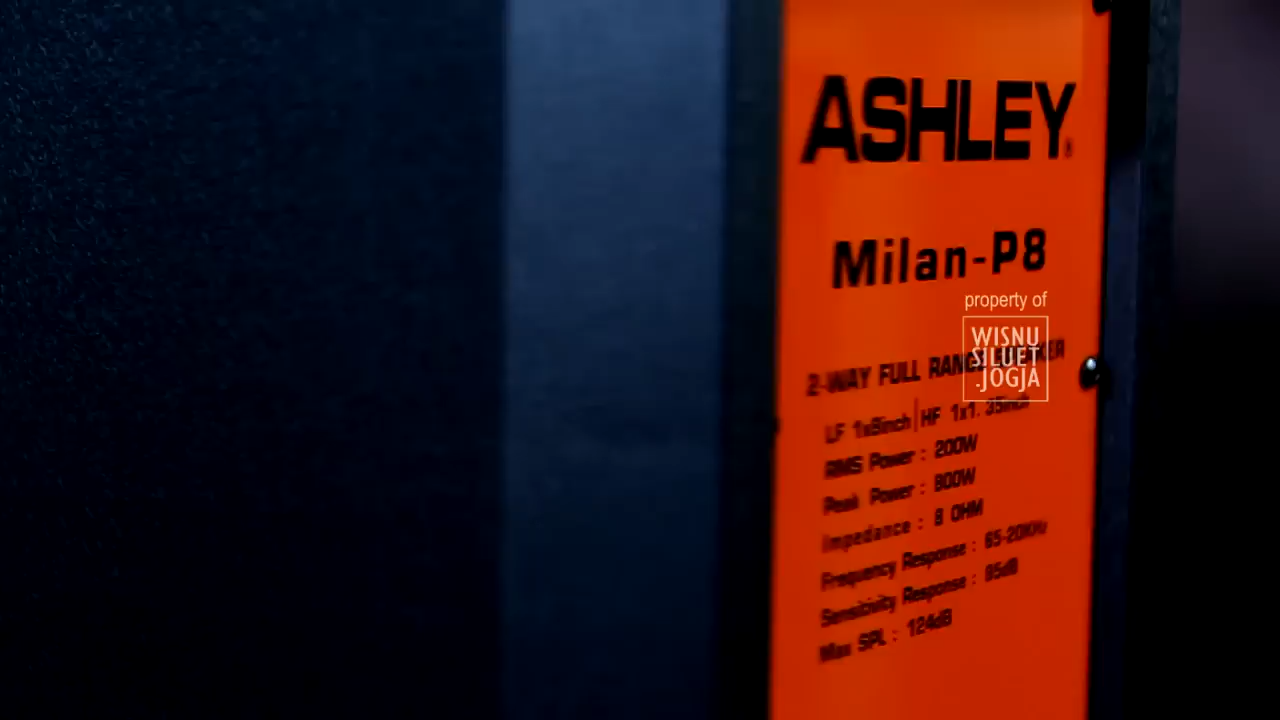 ASHLEY
Milan-P8
property of
WISNU
SILUET
.JOGJA
2-WAY FULL RANGE SPEAKER
LF 1x8inch | HF 1x1.35inch
RMS Power : 200W
Peak Power : 800W
Impedance : 8 OHM
Frequency Response : 65-20KHz
Sensitivity Response : 95dB
Max SPL : 124dB